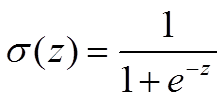 σ(z) = 1 / (1 + e^{-z})